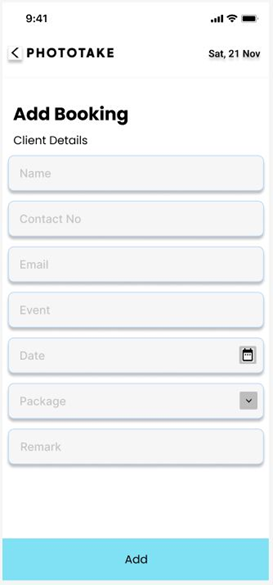 9:41
PHOTOTAKE
Sat, 21 Nov
Add Booking
Client Details
Name
Contact No
Email
Event
Date
Package
Remark
Add